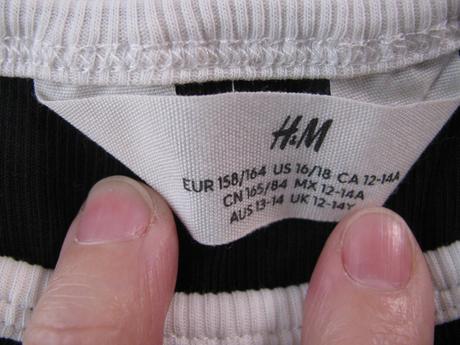 H&M
EUR 158/164 US 16/18 CA 12-14A
CN 165/84 MX 12-14A
AUS 13-14 UK 12-14Y